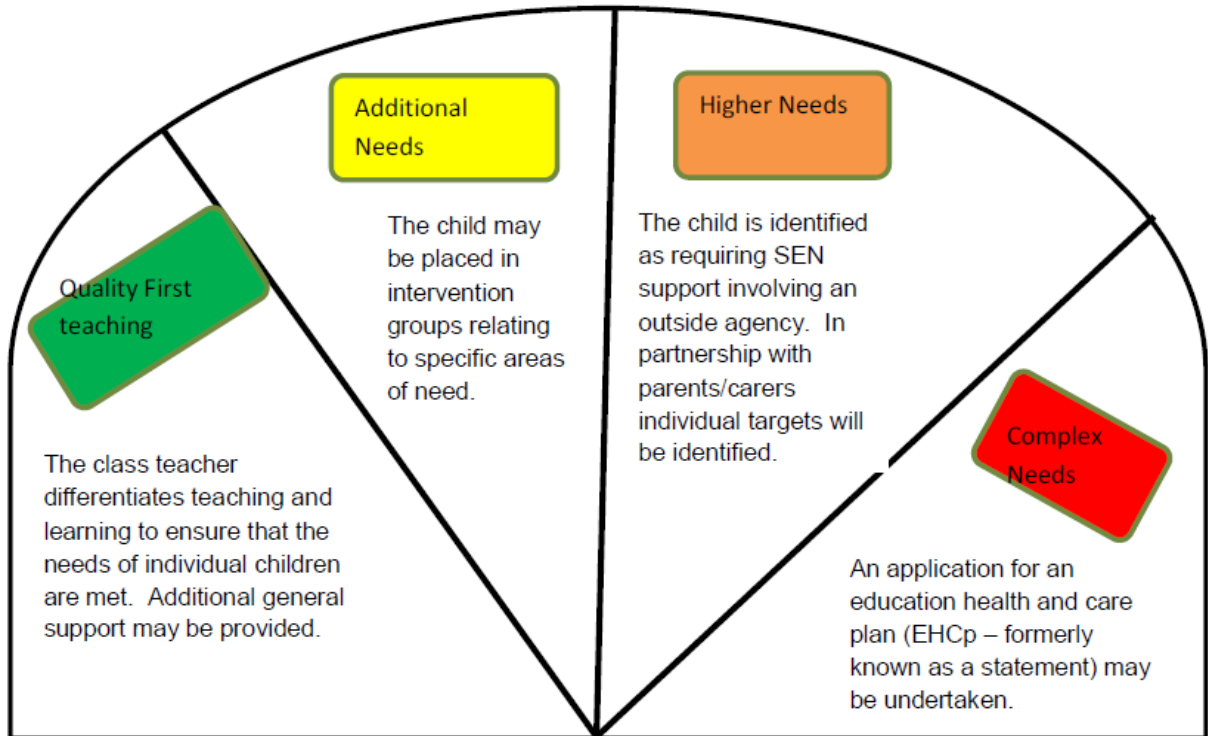 Quality First
teaching
The class teacher
differentiates teaching and
learning to ensure that the
needs of individual children
are met.  Additional general
support may be provided.
Additional
Needs
The child may
be placed in
intervention
groups relating
to specific areas
of need.
Higher Needs
The child is identified
as requiring SEN
support involving an
outside agency.  In
partnership with
parents/carers
individual targets will
be identified.
Complex
Needs
An application for an
education health and care
plan (EHCp – formerly
known as a statement) may
be undertaken.